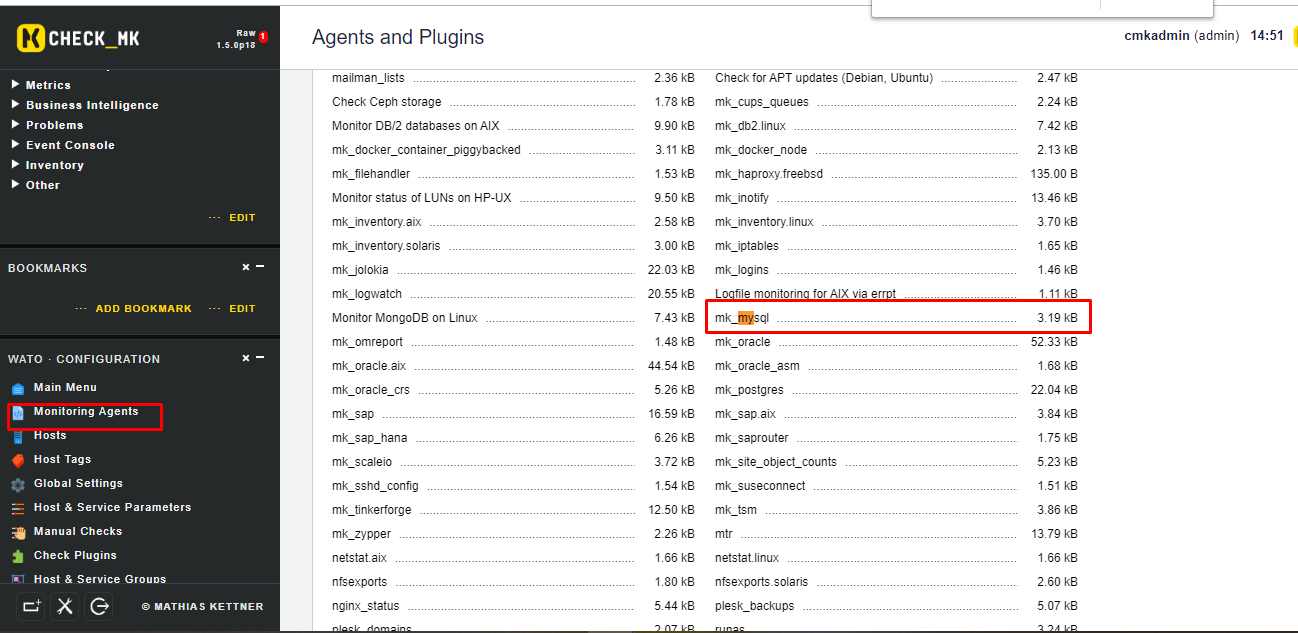 CHECK_MK
Raw
1.5.0p18
1
Agents and Plugins
cmkadmin (admin) 14:51
Metrics
Business Intelligence
Problems
Event Console
Inventory
Other
EDIT
BOOKMARKS
ADD BOOKMARK
EDIT
WATO · CONFIGURATION
Main Menu
Monitoring Agents
Hosts
Host Tags
Global Settings
Host & Service Parameters
Manual Checks
Check Plugins
Host & Service Groups
© MATHIAS KETTNER
mailman_lists 2.36 kB Check for APT updates (Debian, Ubuntu) 2.47 kB
Check Ceph storage 1.78 kB mk_cups_queues 2.24 kB
Monitor DB/2 databases on AIX 9.90 kB mk_db2.linux 7.42 kB
mk_docker_container_piggybacked 3.11 kB mk_docker_node 2.13 kB
mk_filehandler 1.53 kB mk_haproxy.freebsd 135.00 B
Monitor status of LUNs on HP-UX 9.50 kB mk_inotify 13.46 kB
mk_inventory.aix 2.58 kB mk_inventory.linux 3.70 kB
mk_inventory.solaris 3.00 kB mk_iptables 1.65 kB
mk_jolokia 22.03 kB mk_logins 1.46 kB
mk_logwatch 20.55 kB Logfile monitoring for AIX via errpt 1.11 kB
Monitor MongoDB on Linux 7.43 kB mk_mysql 3.19 kB
mk_omreport 1.48 kB mk_oracle 52.33 kB
mk_oracle.aix 44.54 kB mk_oracle_asm 1.68 kB
mk_oracle_crs 5.26 kB mk_postgres 22.04 kB
mk_sap 16.59 kB mk_sap.aix 3.84 kB
mk_sap_hana 6.26 kB mk_saprouter 1.75 kB
mk_scaleio 3.72 kB mk_site_object_counts 5.23 kB
mk_sshd_config 1.54 kB mk_suseconnect 1.51 kB
mk_tinkerforge 12.50 kB mk_tsm 3.86 kB
mk_zypper 2.26 kB mtr 13.79 kB
netstat.aix 1.66 kB netstat.linux 1.66 kB
nfsexports 1.80 kB nfsexports.solaris 2.60 kB
nginx_status 5.44 kB plesk_backups 5.07 kB
plesk_domains 2.07 kB runas 3.24 kB